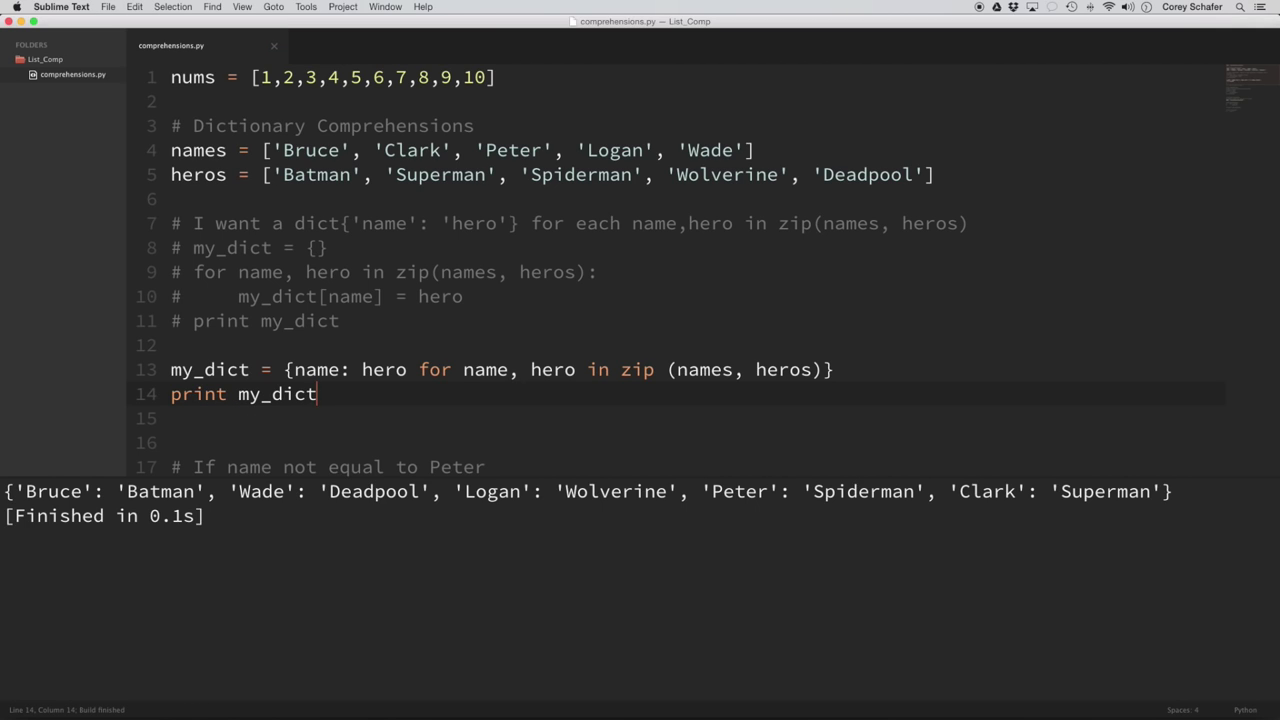 Sublime Text File Edit Selection Find View Goto Tools Project Window Help Corey Schafer
comprehensions.py — List_Comp
FOLDERS
List_Comp
comprehensions.py
comprehensions.py
1 nums = [1,2,3,4,5,6,7,8,9,10]
2
3 # Dictionary Comprehensions
4 names = ['Bruce', 'Clark', 'Peter', 'Logan', 'Wade']
5 heros = ['Batman', 'Superman', 'Spiderman', 'Wolverine', 'Deadpool']
6
7 # I want a dict{'name': 'hero'} for each name,hero in zip(names, heros)
8 # my_dict = {}
9 # for name, hero in zip(names, heros):
10 #     my_dict[name] = hero
11 # print my_dict
12
13 my_dict = {name: hero for name, hero in zip (names, heros)}
14 print my_dict
15
16
17 # If name not equal to Peter
{'Bruce': 'Batman', 'Wade': 'Deadpool', 'Logan': 'Wolverine', 'Peter': 'Spiderman', 'Clark': 'Superman'}
[Finished in 0.1s]
Line 14, Column 14; Build finished Spaces: 4 Python